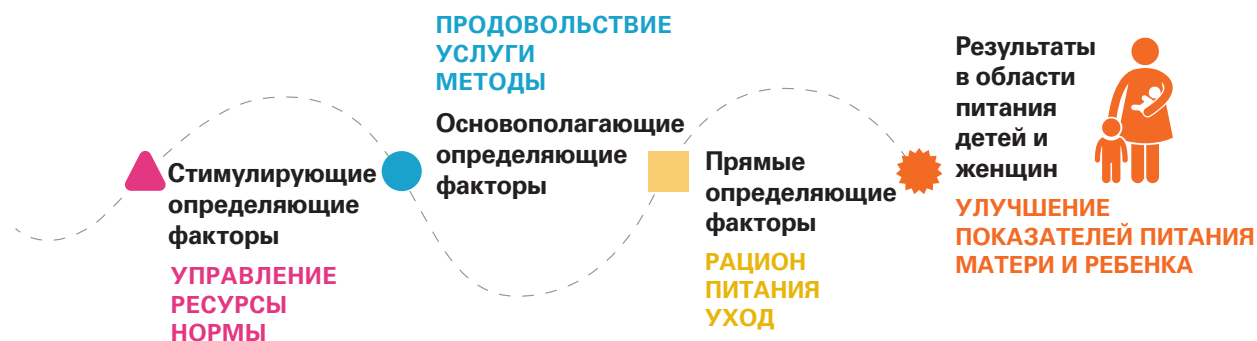 Стимулирующие
определяющие
факторы
УПРАВЛЕНИЕ
РЕСУРСЫ
НОРМЫ
ПРОДОВОЛЬСТВИЕ
УСЛУГИ
МЕТОДЫ
Основополагающие
определяющие
факторы
Прямые
определяющие
факторы
РАЦИОН
ПИТАНИЯ
УХОД
Результаты
в области
питания
детей и
женщин
УЛУЧШЕНИЕ
ПОКАЗАТЕЛЕЙ ПИТАНИЯ
МАТЕРИ И РЕБЕНКА